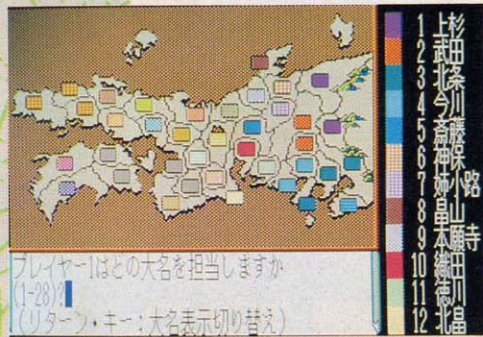 プレイヤー1はどの大名を担当しますか
(1-28)?
(リターン・キー：大名表示切り替え)
1 上杉
2 武田
3 北条
4 今川
5 斎藤
6 神保
7 姉小路
8 畠山
9 本願寺
10 織田
11 徳川
12 北畠